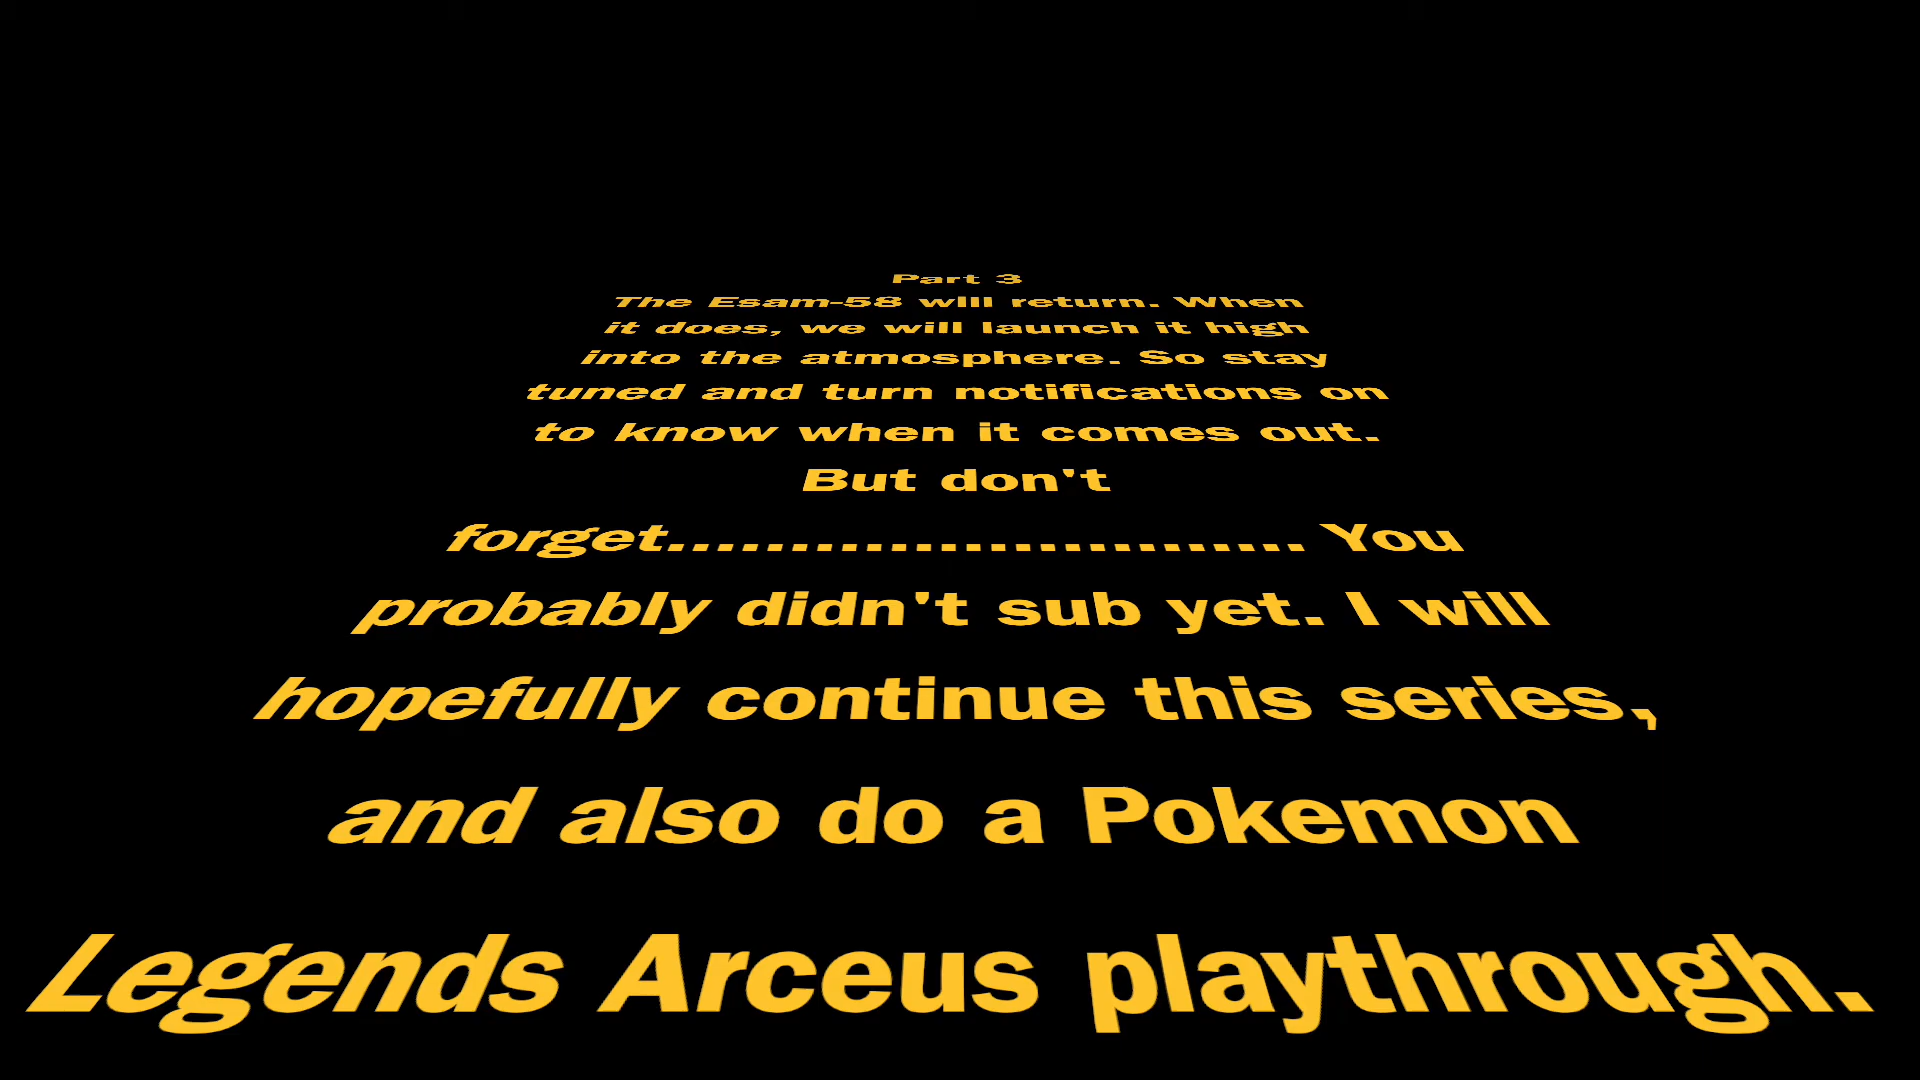 Part 3
The Esam-58 will return. When
it does, we will launch it high
into the atmosphere. So stay
tuned and turn notifications on
to know when it comes out.
But don't
forget.......................... You
probably didn't sub yet. I will
hopefully continue this series,
and also do a Pokemon
Legends Arceus playthrough.